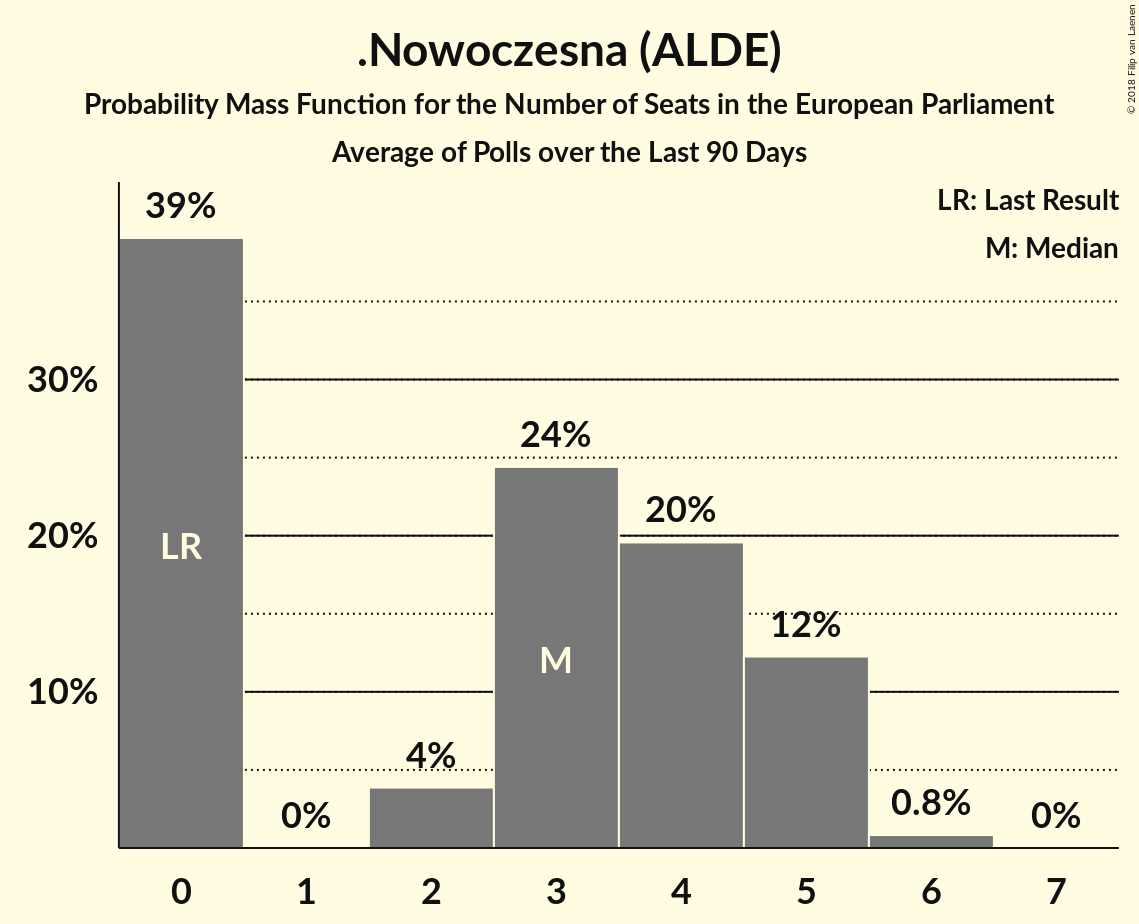 .Nowoczesna (ALDE)
Probability Mass Function for the Number of Seats in the European Parliament
Average of Polls over the Last 90 Days
© 2018 Filip van Laenen
LR: Last Result
M: Median
39%
30%
24%
20%
20%
LR
12%
M
10%
4%
0.8%
0%
0%
0 1 2 3 4 5 6 7